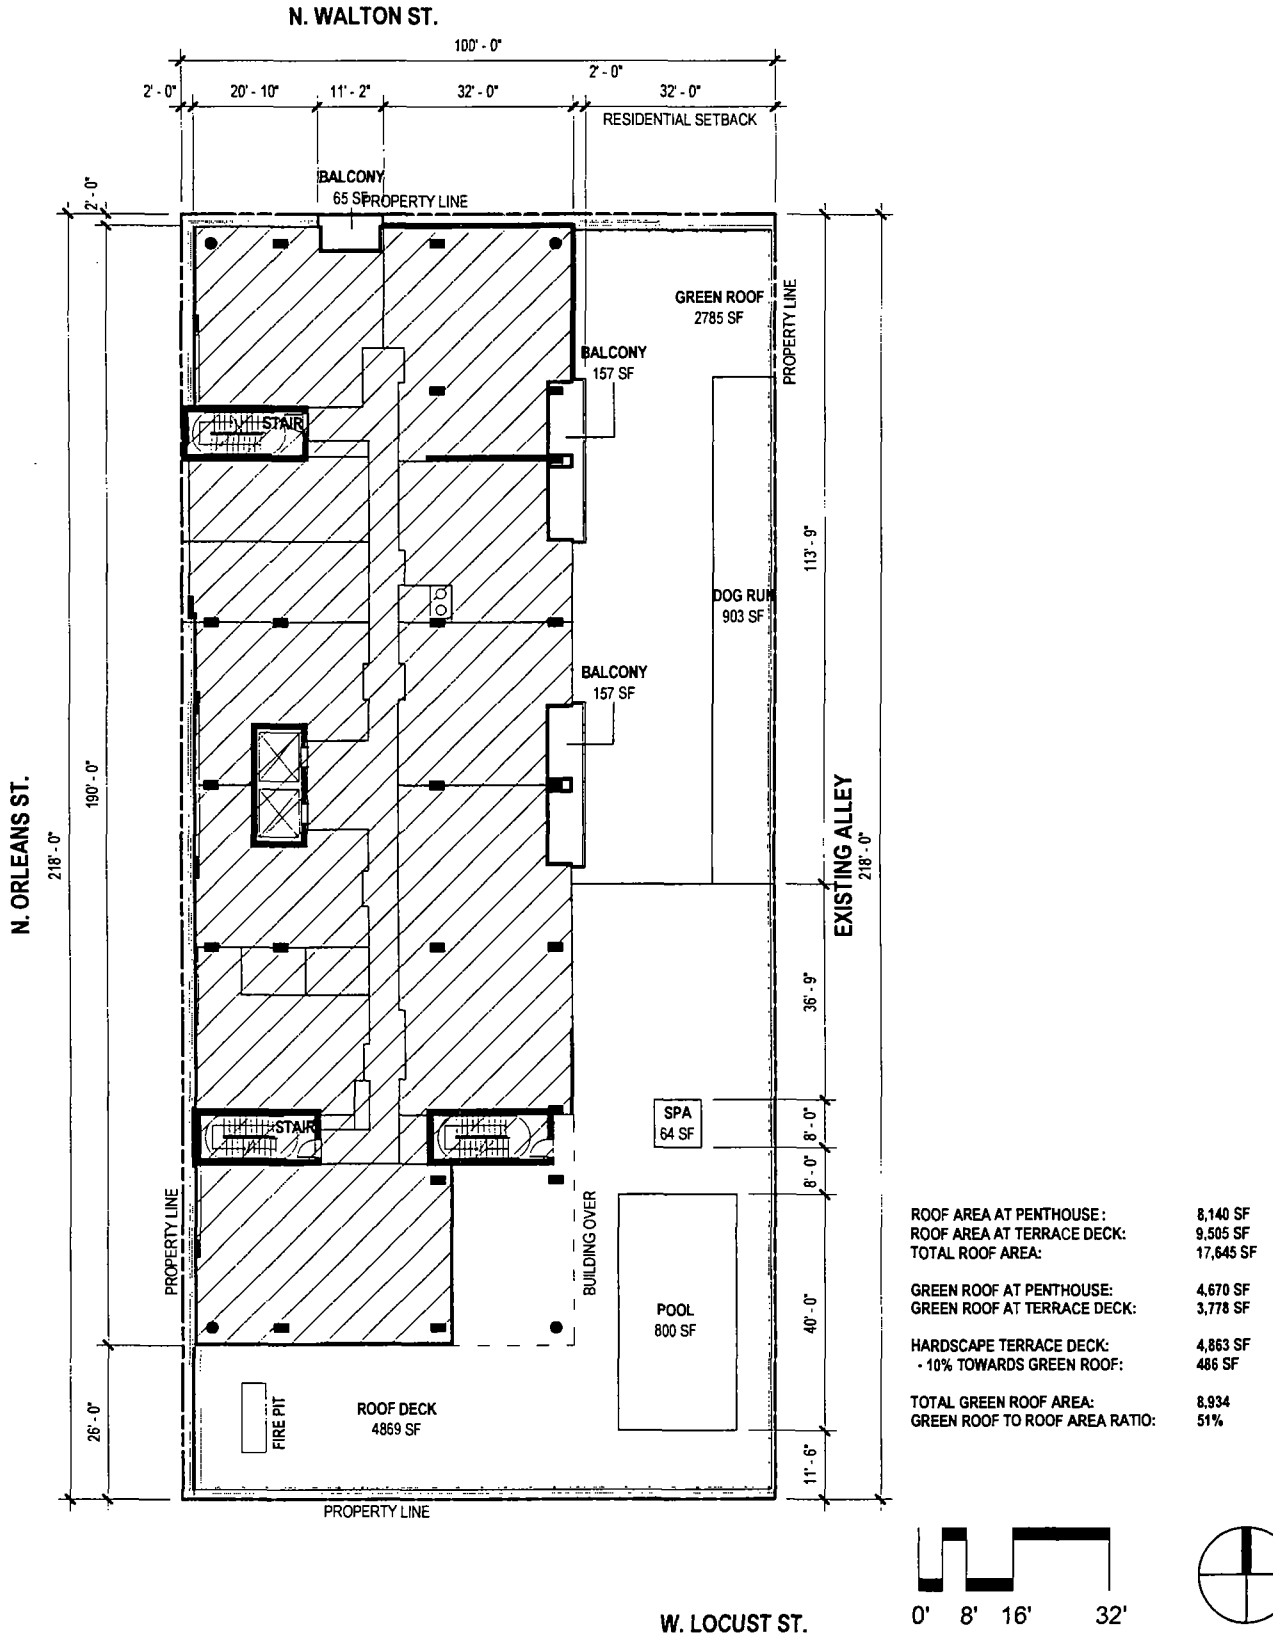 N. WALTON ST.
100' - 0"
2' - 0"
2' - 0"
20' - 10"
11' - 2"
32' - 0"
32' - 0"
RESIDENTIAL SETBACK
BALCONY
65 SF
PROPERTY LINE
2' - 0"
GREEN ROOF
2785 SF
PROPERTY LINE
BALCONY
157 SF
STAIR
113' - 9"
DOG RUN
903 SF
BALCONY
157 SF
N. ORLEANS ST.
218' - 0"
190' - 0"
EXISTING ALLEY
218' - 0"
36' - 9"
SPA
64 SF
8' - 0"
STAIR
8' - 0"
PROPERTY LINE
BUILDING OVER
POOL
800 SF
40' - 0"
ROOF AREA AT PENTHOUSE: 8,140 SF
ROOF AREA AT TERRACE DECK: 9,505 SF
TOTAL ROOF AREA: 17,645 SF
GREEN ROOF AT PENTHOUSE: 4,670 SF
GREEN ROOF AT TERRACE DECK: 3,778 SF
HARDSCAPE TERRACE DECK: 4,863 SF
- 10% TOWARDS GREEN ROOF: 486 SF
TOTAL GREEN ROOF AREA: 8,934
GREEN ROOF TO ROOF AREA RATIO: 51%
26' - 0"
FIRE PIT
ROOF DECK
4869 SF
11' - 6"
PROPERTY LINE
0' 8' 16' 32'
W. LOCUST ST.